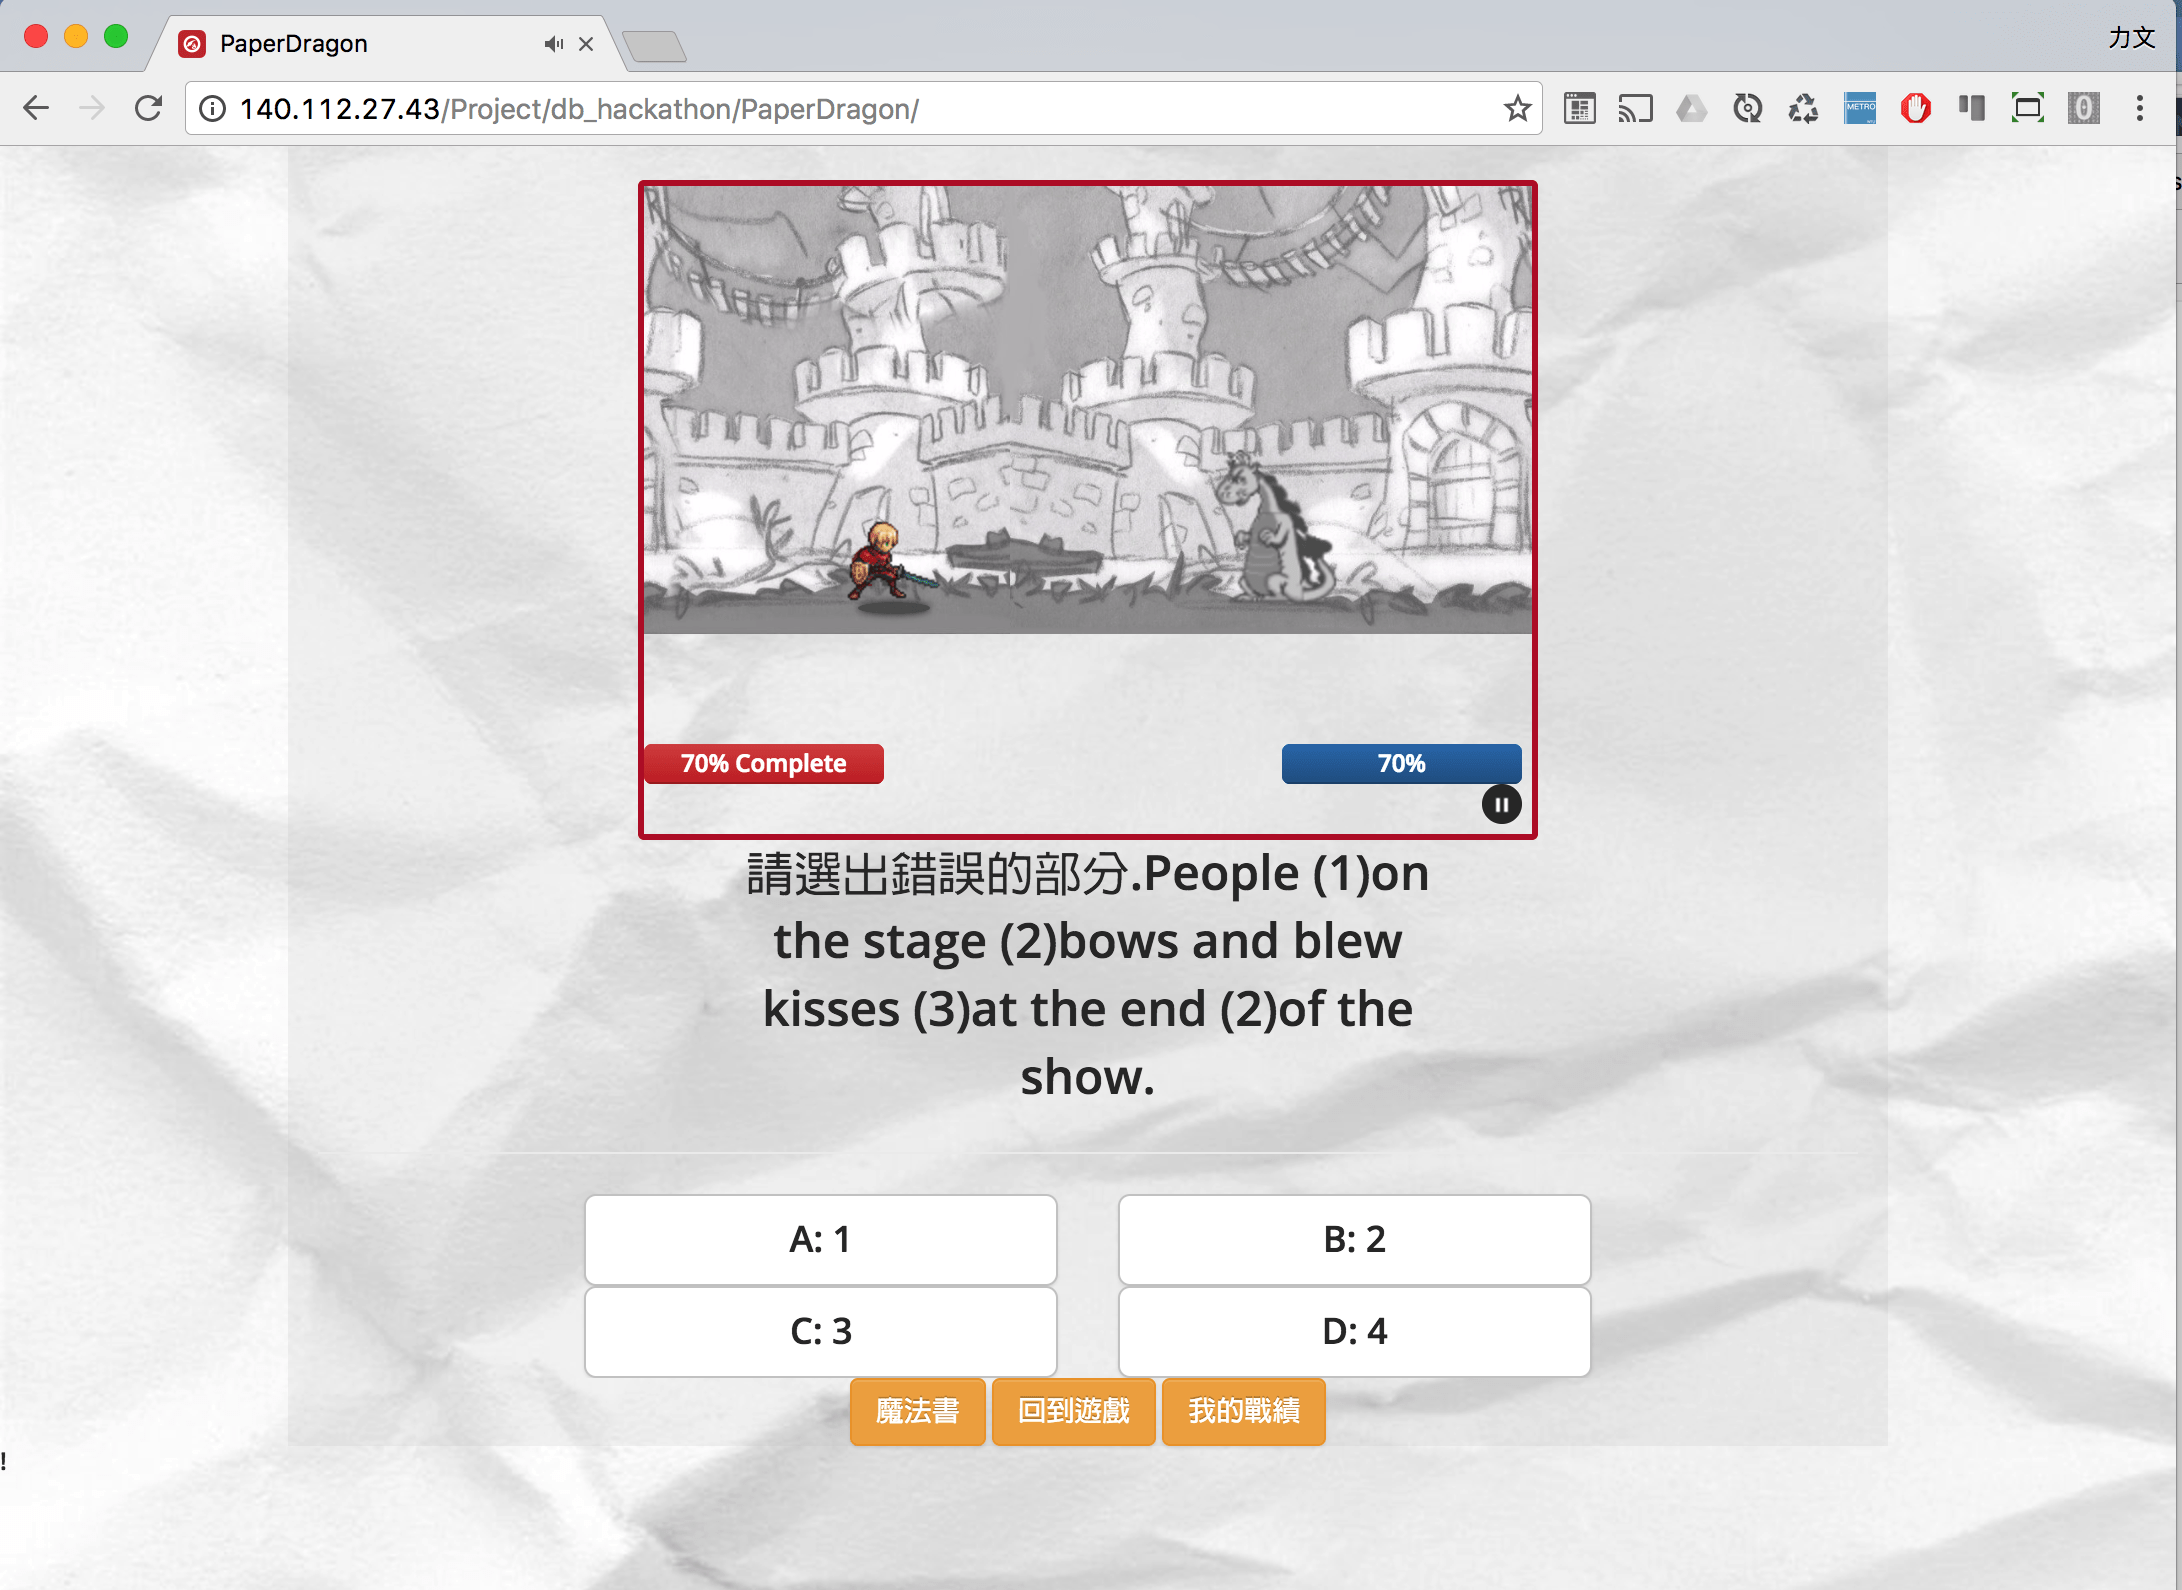 PaperDragon
力文
140.112.27.43/Project/db_hackathon/PaperDragon/
METRO
0
s
70% Complete
70%
請選出錯誤的部分.People (1)on
the stage (2)bows and blew
kisses (3)at the end (2)of the
show.
A: 1
B: 2
C: 3
D: 4
魔法書
回到遊戲
我的戰績
!